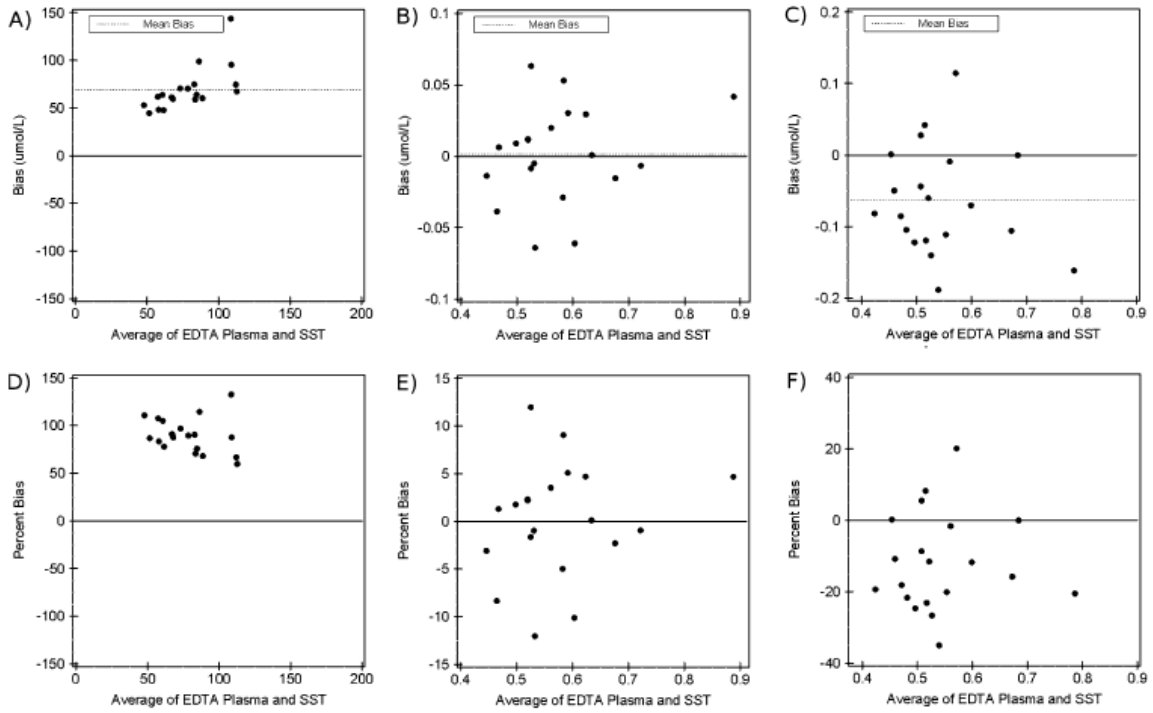 A)
Mean Bias
150
100
50
0
-50
-100
-150
Bias (umol/L)
0 50 100 150 200
Average of EDTA Plasma and SST
B)
Mean Bias
0.1
0.05
0
-0.05
-0.1
Bias (umol/L)
0.4 0.5 0.6 0.7 0.8 0.9
Average of EDTA Plasma and SST
C)
Mean Bias
0.2
0.1
0
-0.1
-0.2
Bias (umol/L)
0.4 0.5 0.6 0.7 0.8 0.9
Average of EDTA Plasma and SST
D)
150
100
50
0
-50
-100
-150
Percent Bias
0 50 100 150 200
Average of EDTA Plasma and SST
E)
15
10
5
0
-5
-10
-15
Percent Bias
0.4 0.5 0.6 0.7 0.8 0.9
Average of EDTA Plasma and SST
F)
40
20
0
-20
-40
Percent Bias
0.4 0.5 0.6 0.7 0.8 0.9
Average of EDTA Plasma and SST